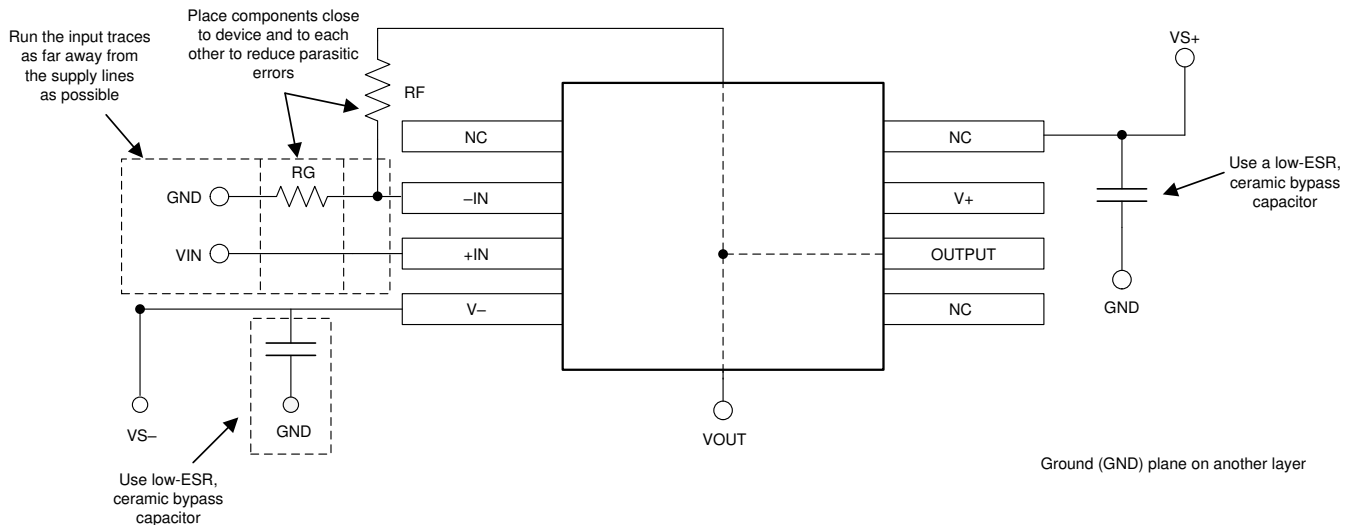 Run the input traces
as far away from
the supply lines
as possible
Place components close
to device and to each
other to reduce parasitic
errors
RF
RG
GND
VIN
NC
–IN
+IN
V–
NC
V+
OUTPUT
NC
VS+
Use a low-ESR,
ceramic bypass
capacitor
GND
VS–
GND
Use low-ESR,
ceramic bypass
capacitor
VOUT
Ground (GND) plane on another layer